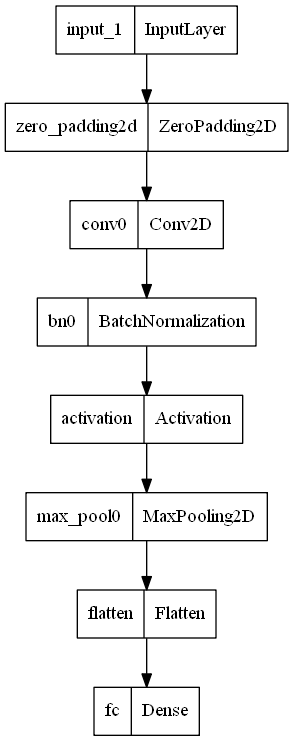 input_1 InputLayer
zero_padding2d ZeroPadding2D
conv0 Conv2D
bn0 BatchNormalization
activation Activation
max_pool0 MaxPooling2D
flatten Flatten
fc Dense